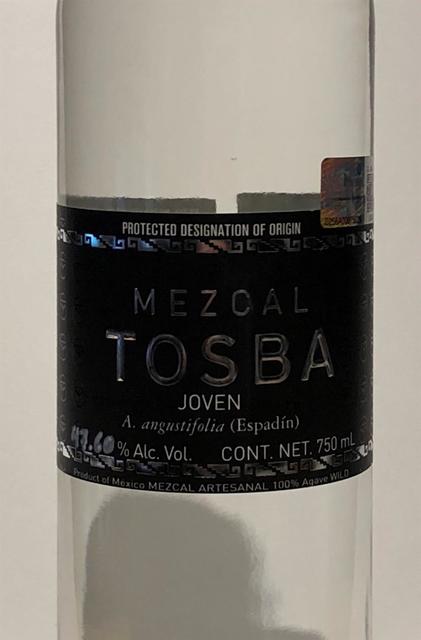 PROTECTED DESIGNATION OF ORIGIN
MEZCAL
TOSBA
JOVEN
A. angustifolia (Espadín)
47.60 % Alc. Vol. CONT. NET. 750 mL
Product of México MEZCAL ARTESANAL 100% Agave WILD